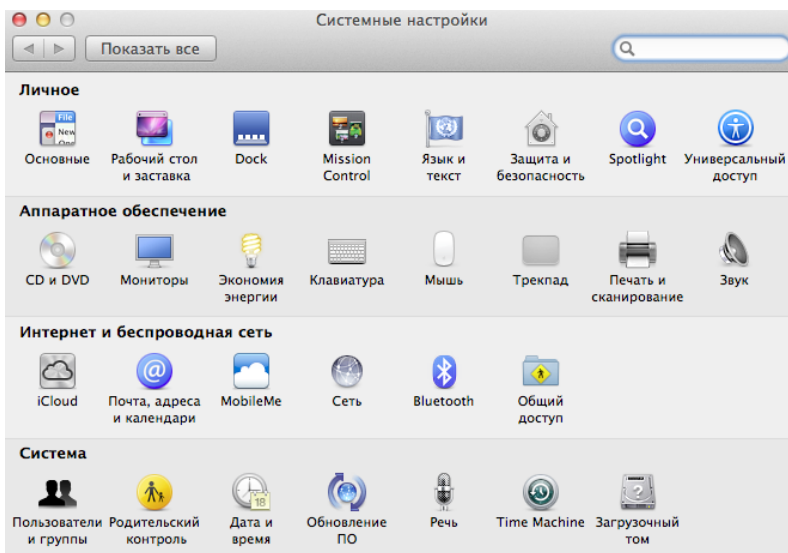 Системные настройки
Показать все
Личное
Основные Рабочий стол Dock Mission Язык и Защита и Spotlight Универсальный
и заставка Control текст безопасность доступ
Аппаратное обеспечение
CD и DVD Мониторы Экономия Клавиатура Мышь Трекпад Печать и Звук
энергии сканирование
Интернет и беспроводная сеть
iCloud Почта, адреса MobileMe Сеть Bluetooth Общий
и календари доступ
Система
Пользователи Родительский Дата и Обновление Речь Time Machine Загрузочный
и группы контроль время ПО том
File
New
18